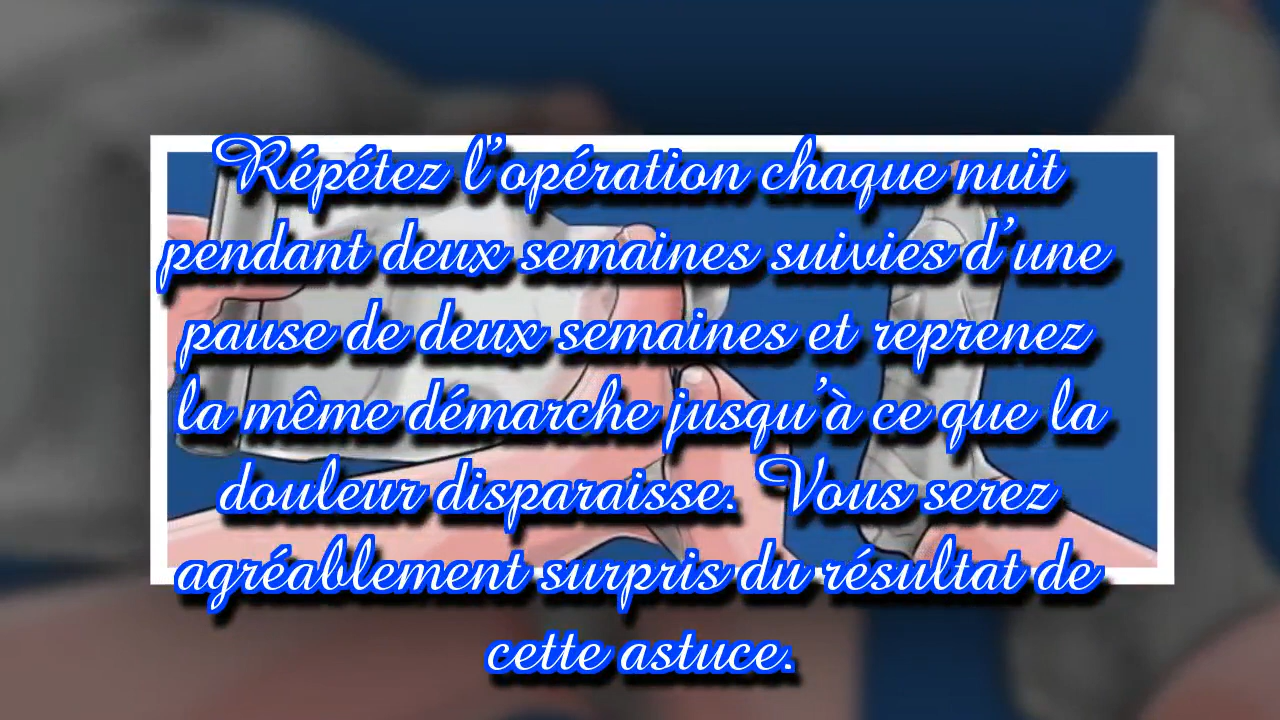 Répétez l’opération chaque nuit
pendant deux semaines suivies d’une
pause de deux semaines et reprenez
la même démarche jusqu’à ce que la
douleur disparaisse. Vous serez
agréablement surpris du résultat de
cette astuce.